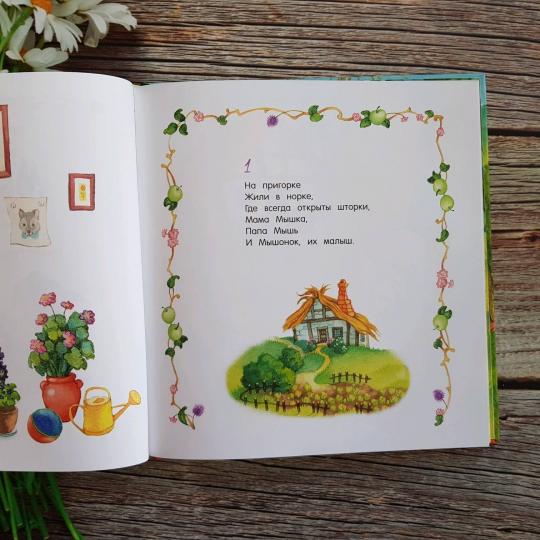 1
На пригорке
Жили в норке,
Где всегда открыты шторки,
Мама Мышка,
Папа Мышь
И Мышонок, их малыш.